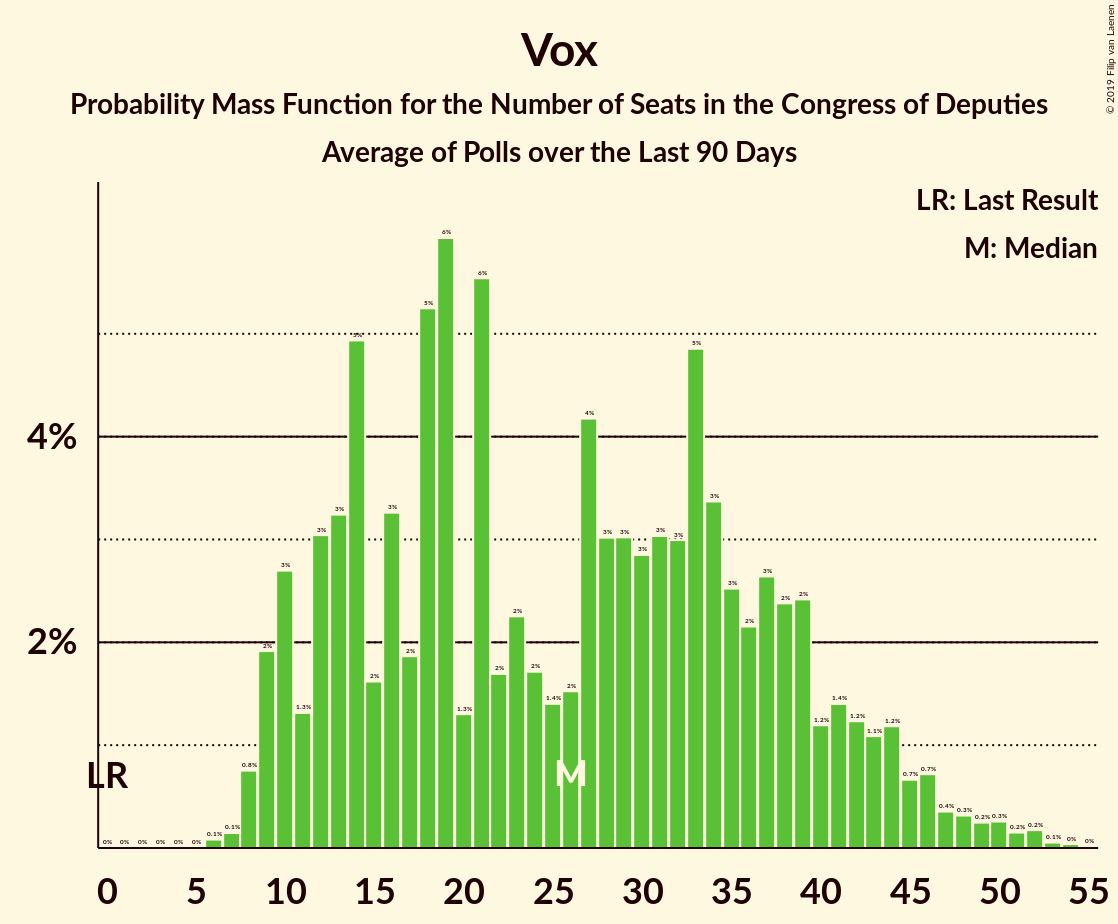 Vox
Probability Mass Function for the Number of Seats in the Congress of Deputies
Average of Polls over the Last 90 Days
© 2019 Filip van Laenen
LR: Last Result
M: Median
4%
2%
0% 0% 0% 0% 0% 0% 0.1% 0.1% 0.8% 2% 3% 1.3% 3% 3% 5% 2% 3% 2% 5% 6% 1.3% 6% 2% 2% 2% 1.4% 2% 4% 3% 3% 3% 3% 3% 5% 3% 3% 2% 3% 2% 2% 1.2% 1.4% 1.2% 1.1% 1.2% 0.7% 0.7% 0.4% 0.3% 0.2% 0.3% 0.2% 0.2% 0.1% 0% 0%
LR M
0 5 10 15 20 25 30 35 40 45 50 55